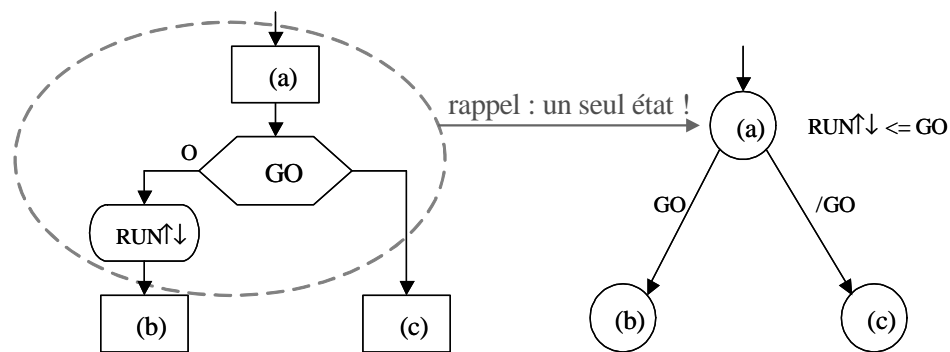 (a)
rappel : un seul état !
(a)
RUN↑↓ <= GO
O
GO
GO
/GO
RUN↑↓
(b)
(c)
(b)
(c)